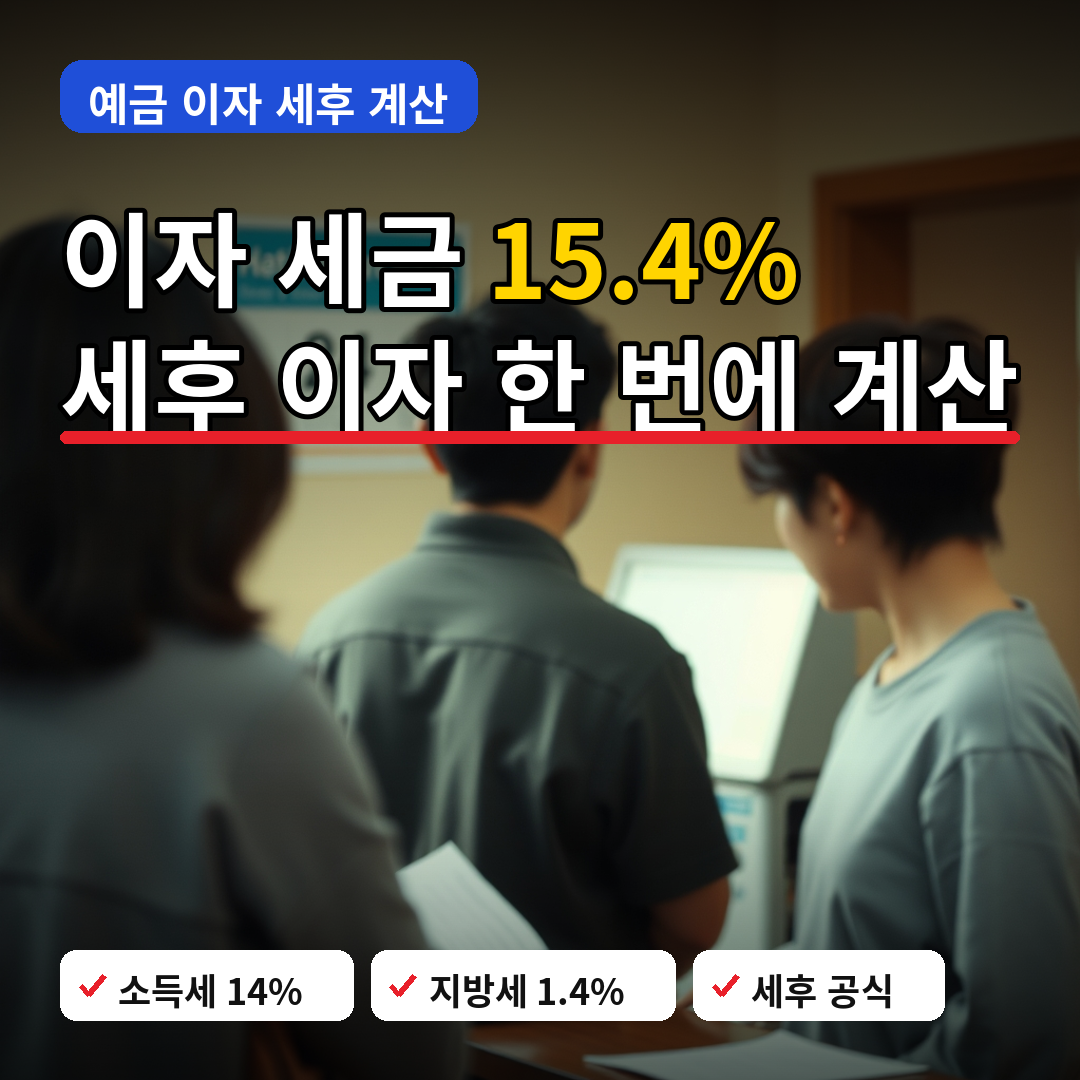 예금 이자 세후 계산
이자 세금 15.4%
세후 이자 한 번에 계산
소득세 14%
지방세 1.4%
세후 공식